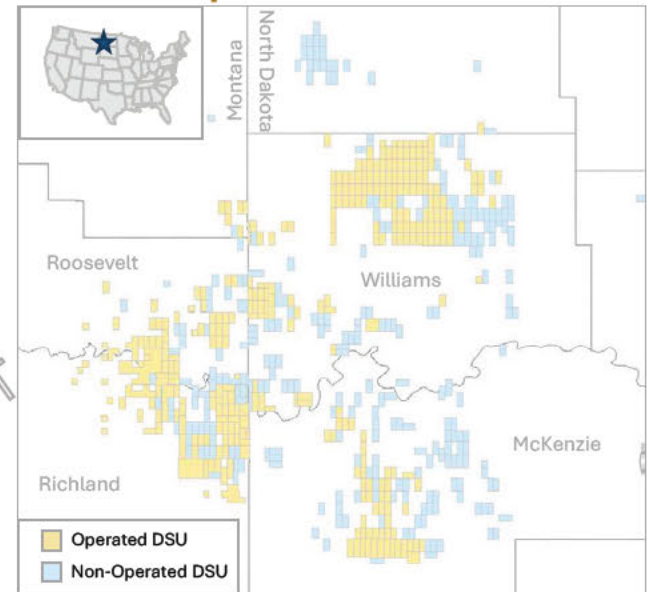 Montana
North Dakota
Roosevelt
Williams
McKenzie
Richland
Operated DSU
Non-Operated DSU